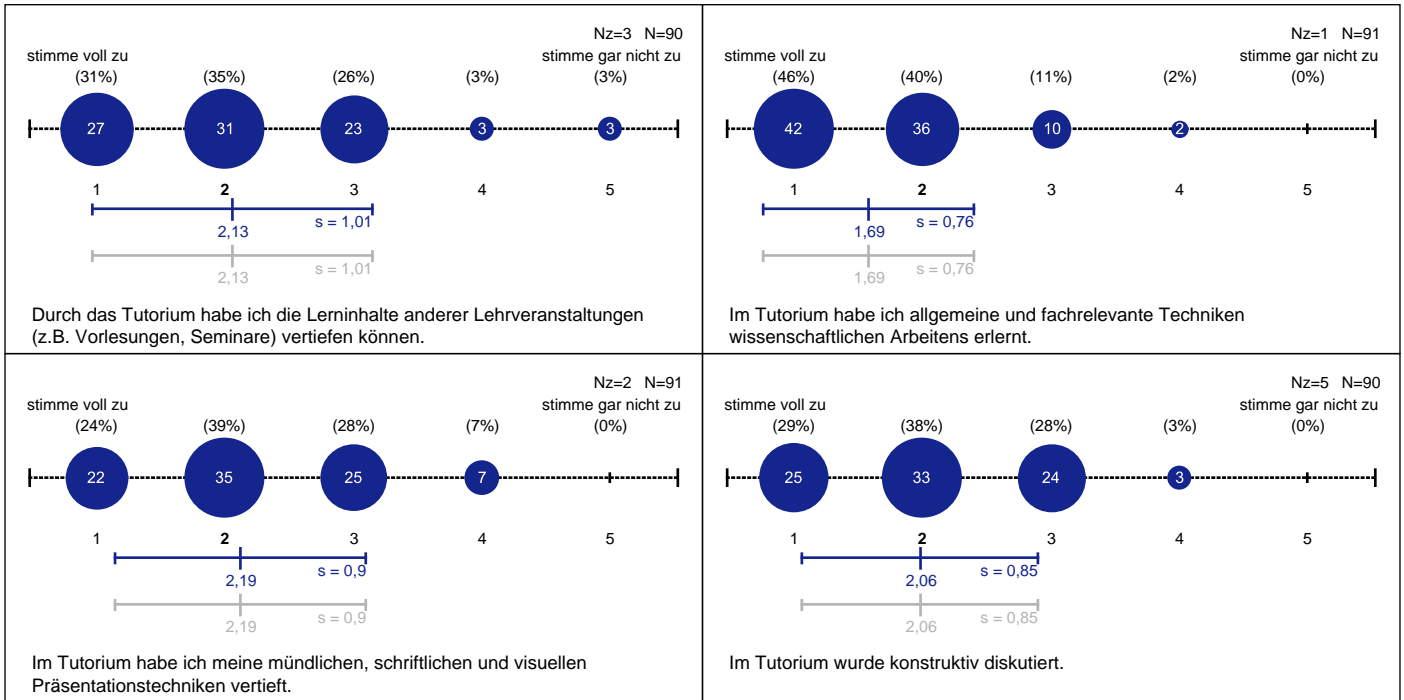 Nz=3 N=90
stimme voll zu stimme gar nicht zu
(31%) (35%) (26%) (3%) (3%)
27 31 23 3 3
1 2 3 4 5
s = 1,01
2,13
s = 1,01
2,13
Durch das Tutorium habe ich die Lerninhalte anderer Lehrveranstaltungen
(z.B. Vorlesungen, Seminare) vertiefen können.
Nz=1 N=91
stimme voll zu stimme gar nicht zu
(46%) (40%) (11%) (2%) (0%)
42 36 10 2
1 2 3 4 5
s = 0,76
1,69
s = 0,76
1,69
Im Tutorium habe ich allgemeine und fachrelevante Techniken
wissenschaftlichen Arbeitens erlernt.
Nz=2 N=91
stimme voll zu stimme gar nicht zu
(24%) (39%) (28%) (7%) (0%)
22 35 25 7
1 2 3 4 5
s = 0,9
2,19
s = 0,9
2,19
Im Tutorium habe ich meine mündlichen, schriftlichen und visuellen
Präsentationstechniken vertieft.
Nz=5 N=90
stimme voll zu stimme gar nicht zu
(29%) (38%) (28%) (3%) (0%)
25 33 24 3
1 2 3 4 5
s = 0,85
2,06
s = 0,85
2,06
Im Tutorium wurde konstruktiv diskutiert.